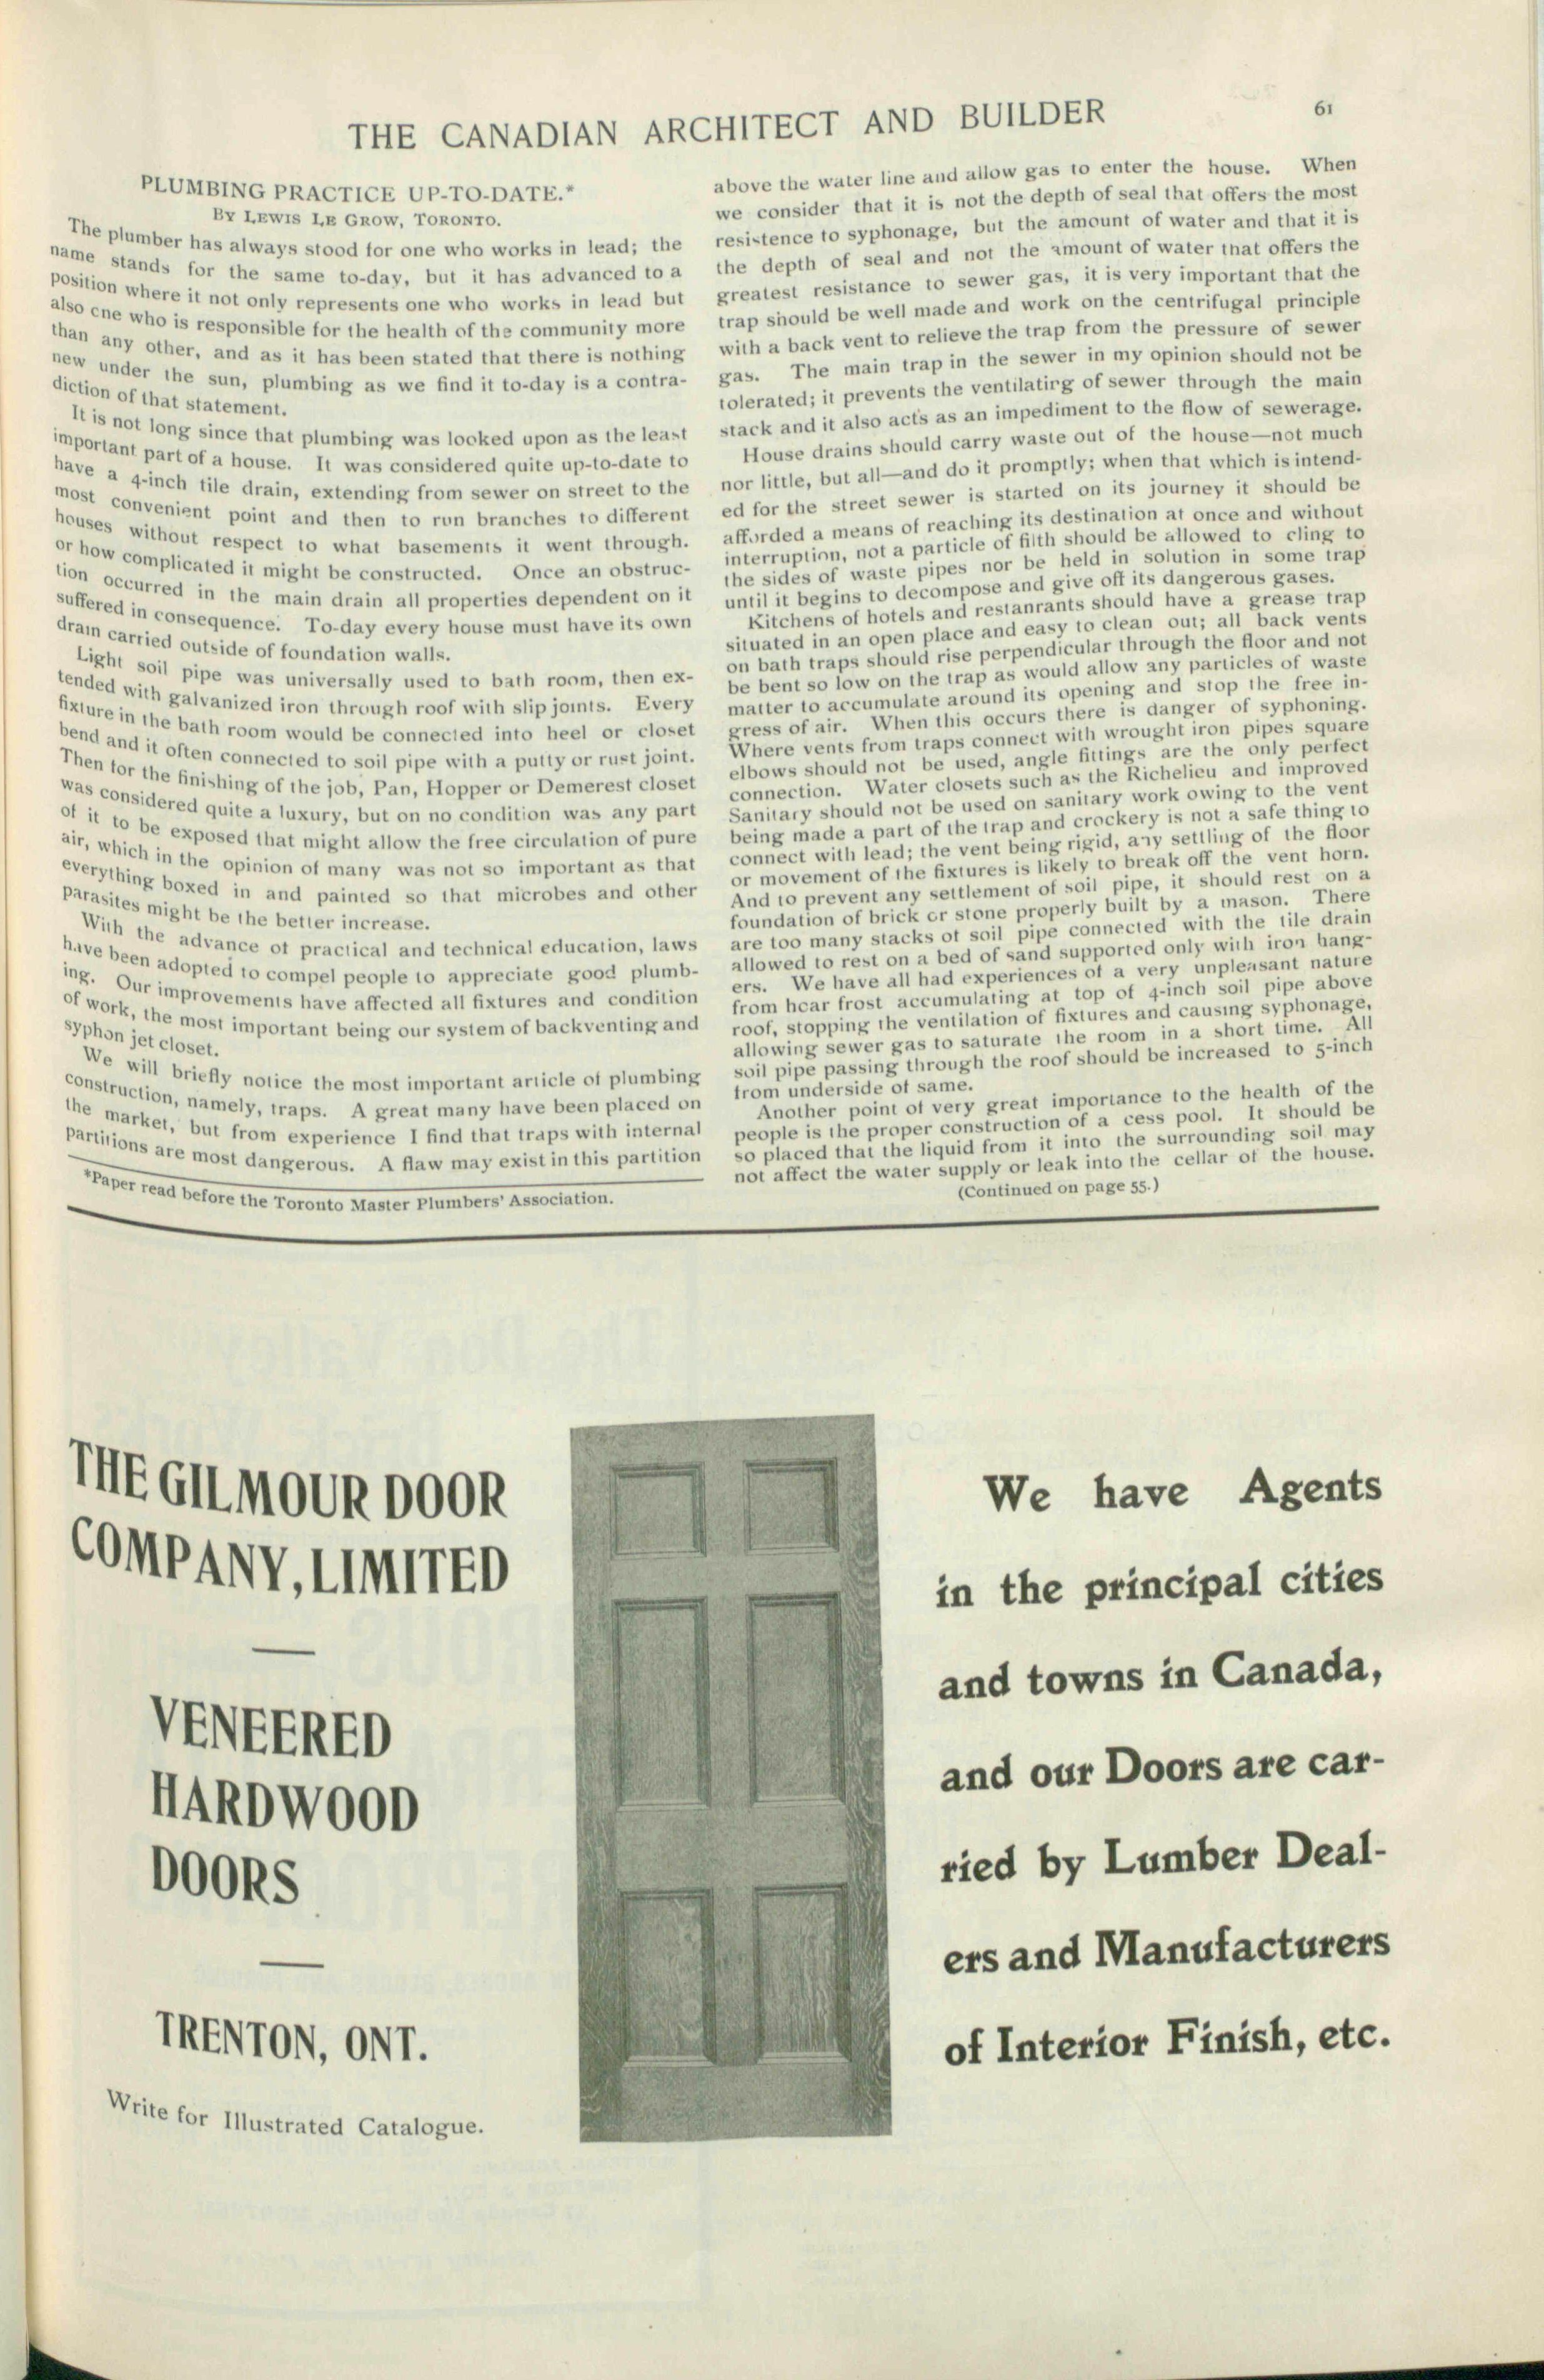 THE CANADIAN ARCHITECT AND BUILDER
61
PLUMBING PRACTICE UP-TO-DATE.*
BY LEWIS LE GROW, TORONTO.
The plumber has always stood for one who works in lead; the
name stands for the same to-day, but it has advanced to a
position where it not only represents one who works in lead but
also one who is responsible for the health of the community more
than any other, and as it has been stated that there is nothing
new under the sun, plumbing as we find it to-day is a contra-
diction of that statement.
It is not long since that plumbing was looked upon as the least
important part of a house. It was considered quite up-to-date to
have a 4-inch tile drain, extending from sewer on street to the
most convenient point and then to run branches to different
houses without respect to what basements it went through.
or how complicated it might be constructed. Once an obstruc-
tion occurred in the main drain all properties dependent on it
suffered in consequence. To-day every house must have its own
drain carried outside of foundation walls.
Light soil pipe was universally used to bath room, then ex-
tended with galvanized iron through roof with slip joints. Every
fixture in the bath room would be connected into heel or closet
bend and it often connected to soil pipe with a putty or rust joint.
Then for the finishing of the job, Pan, Hopper or Demerest closet
was considered quite a luxury, but on no condition was any part
of it to be exposed that might allow the free circulation of pure
air, which in the opinion of many was not so important as that
everything boxed in and painted so that microbes and other
parasites might be the better increase.
With the advance of practical and technical education, laws
have been adopted to compel people to appreciate good plumb-
ing. Our improvements have affected all fixtures and condition
of work, the most important being our system of backventing and
syphon jet closet.
We will briefly notice the most important article of plumbing
construction, namely, traps. A great many have been placed on
the market, but from experience I find that traps with internal
partitions are most dangerous. A flaw may exist in this partition
*Paper read before the Toronto Master Plumbers' Association.
above the water line and allow gas to enter the house. When
we consider that it is not the depth of seal that offers the most
resistence to syphonage, but the amount of water and that it is
the depth of seal and not the amount of water that offers the
greatest resistance to sewer gas, it is very important that the
trap should be well made and work on the centrifugal principle
with a back vent to relieve the trap from the pressure of sewer
gas. The main trap in the sewer in my opinion should not be
tolerated; it prevents the ventilating of sewer through the main
stack and it also acts as an impediment to the flow of sewerage.
House drains should carry waste out of the house—not much
nor little, but all—and do it promptly; when that which is intend-
ed for the street sewer is started on its journey it should be
afforded a means of reaching its destination at once and without
interruption, not a particle of filth should be allowed to cling to
the sides of waste pipes nor be held in solution in some trap
until it begins to decompose and give off its dangerous gases.
Kitchens of hotels and restanrants should have a grease trap
situated in an open place and easy to clean out; all back vents
on bath traps should rise perpendicular through the floor and not
be bent so low on the trap as would allow any particles of waste
matter to accumulate around its opening and stop the free in-
gress of air. When this occurs there is danger of syphoning.
Where vents from traps connect with wrought iron pipes square
elbows should not be used, angle fittings are the only perfect
connection. Water closets such as the Richelieu and improved
Sanitary should not be used on sanitary work owing to the vent
being made a part of the trap and crockery is not a safe thing to
connect with lead; the vent being rigid, any settling of the floor
or movement of the fixtures is likely to break off the vent horn.
And to prevent any settlement of soil pipe, it should rest on a
foundation of brick or stone properly built by a mason. There
are too many stacks of soil pipe connected with the tile drain
allowed to rest on a bed of sand supported only with iron hang-
ers. We have all had experiences of a very unpleasant nature
from hoar frost accumulating at top of 4-inch soil pipe above
roof, stopping the ventilation of fixtures and causing syphonage,
allowing sewer gas to saturate the room in a short time. All
soil pipe passing through the roof should be increased to 5-inch
from underside of same.
Another point of very great importance to the health of the
people is the proper construction of a cess pool. It should be
so placed that the liquid from it into the surrounding soil may
not affect the water supply or leak into the cellar of the house.
(Continued on page 55.)
THE GILMOUR DOOR
COMPANY, LIMITED
VENEERED
HARDWOOD
DOORS
TRENTON, ONT.
Write for Illustrated Catalogue.
We have Agents
in the principal cities
and towns in Canada,
and our Doors are car-
ried by Lumber Deal-
ers and Manufacturers
of Interior Finish, etc.